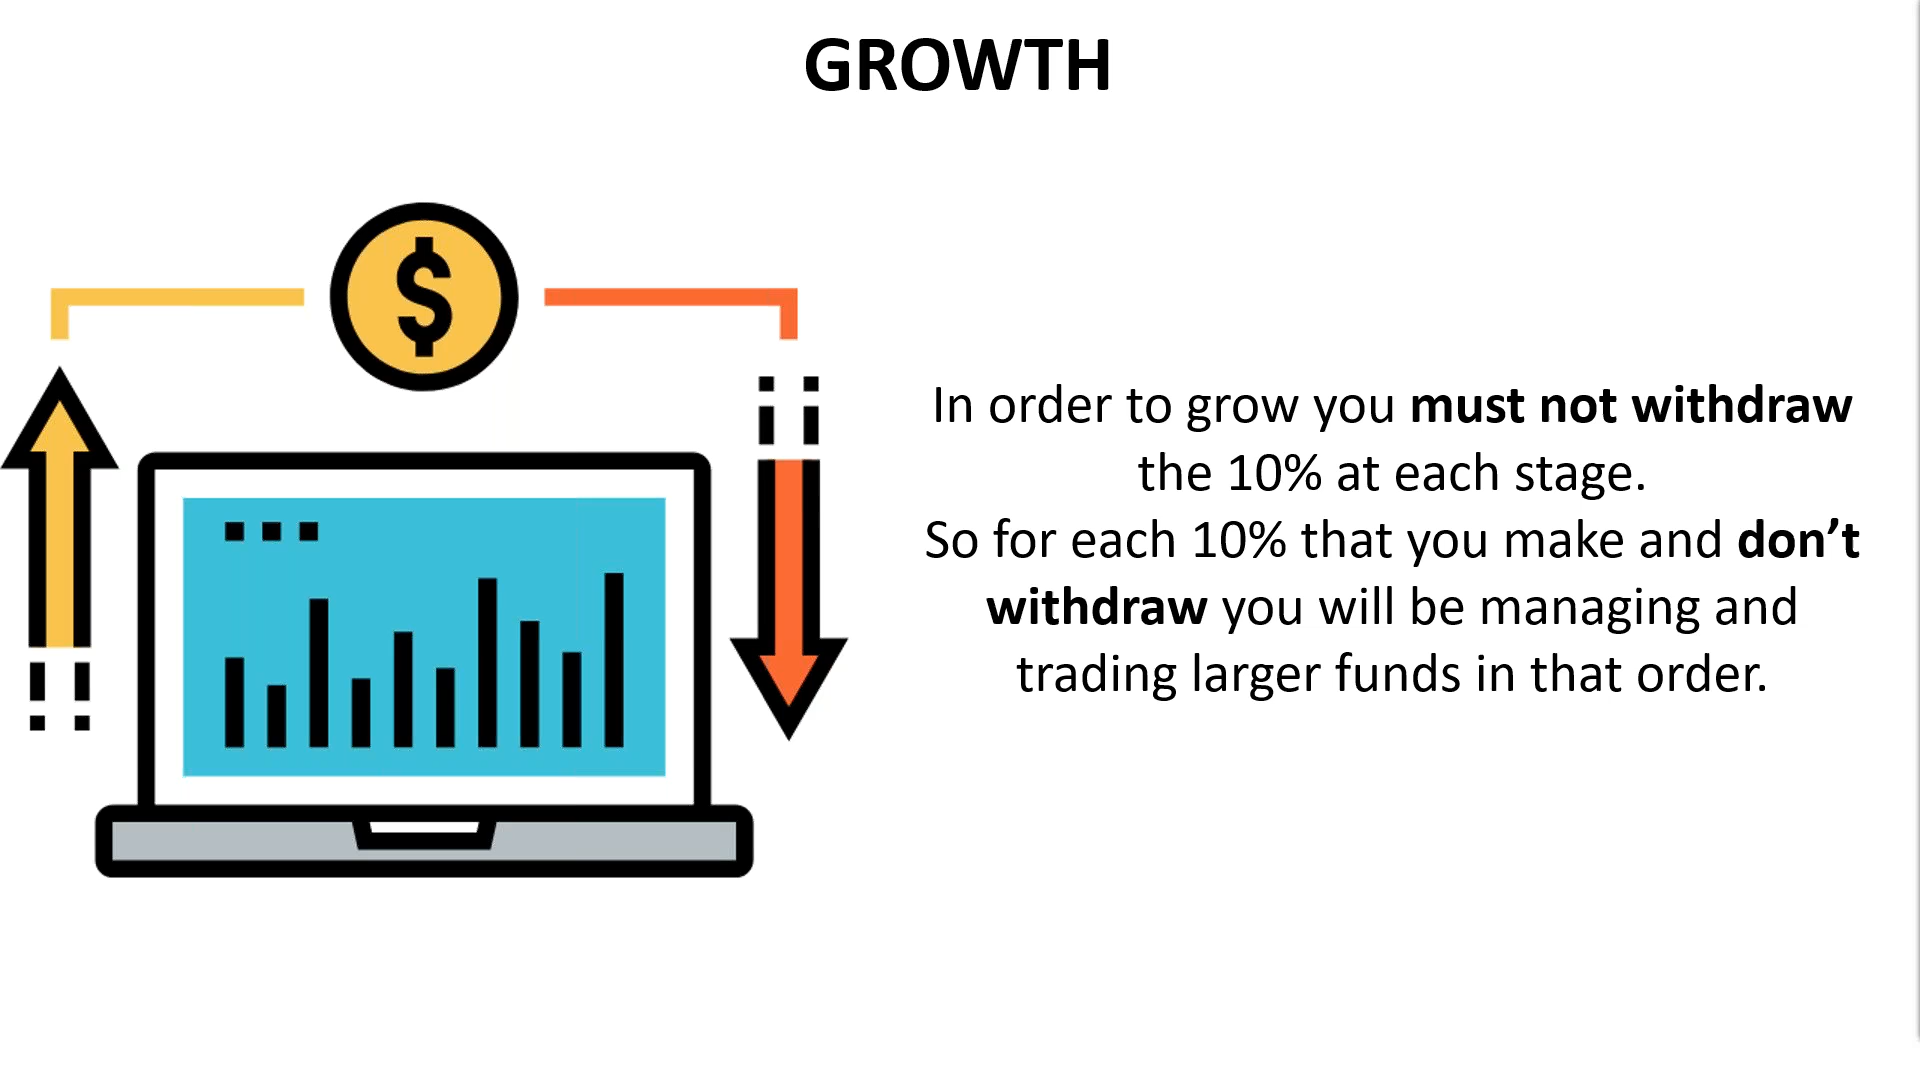 GROWTH
In order to grow you must not withdraw
the 10% at each stage.
So for each 10% that you make and don’t
withdraw you will be managing and
trading larger funds in that order.
$